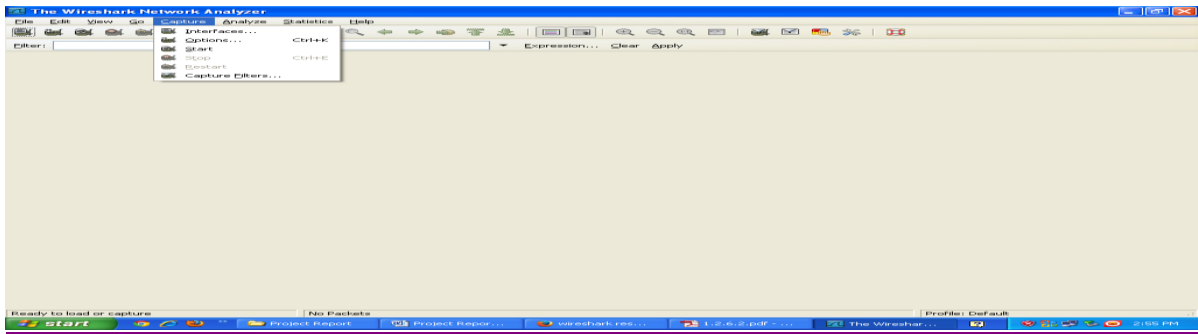 The Wireshark Network Analyzer
File Edit View Go Capture Analyze Statistics Help
Filter: Expression... Clear Apply
Interfaces...
Options... Ctrl+K
Start
Stop Ctrl+E
Restart
Capture Filters...
Ready to load or capture No Packets Profile: Default
start Project Report Project Repor... wireshark res... 1.2.6.2.pdf - ... The Wireshar... 2:55 PM